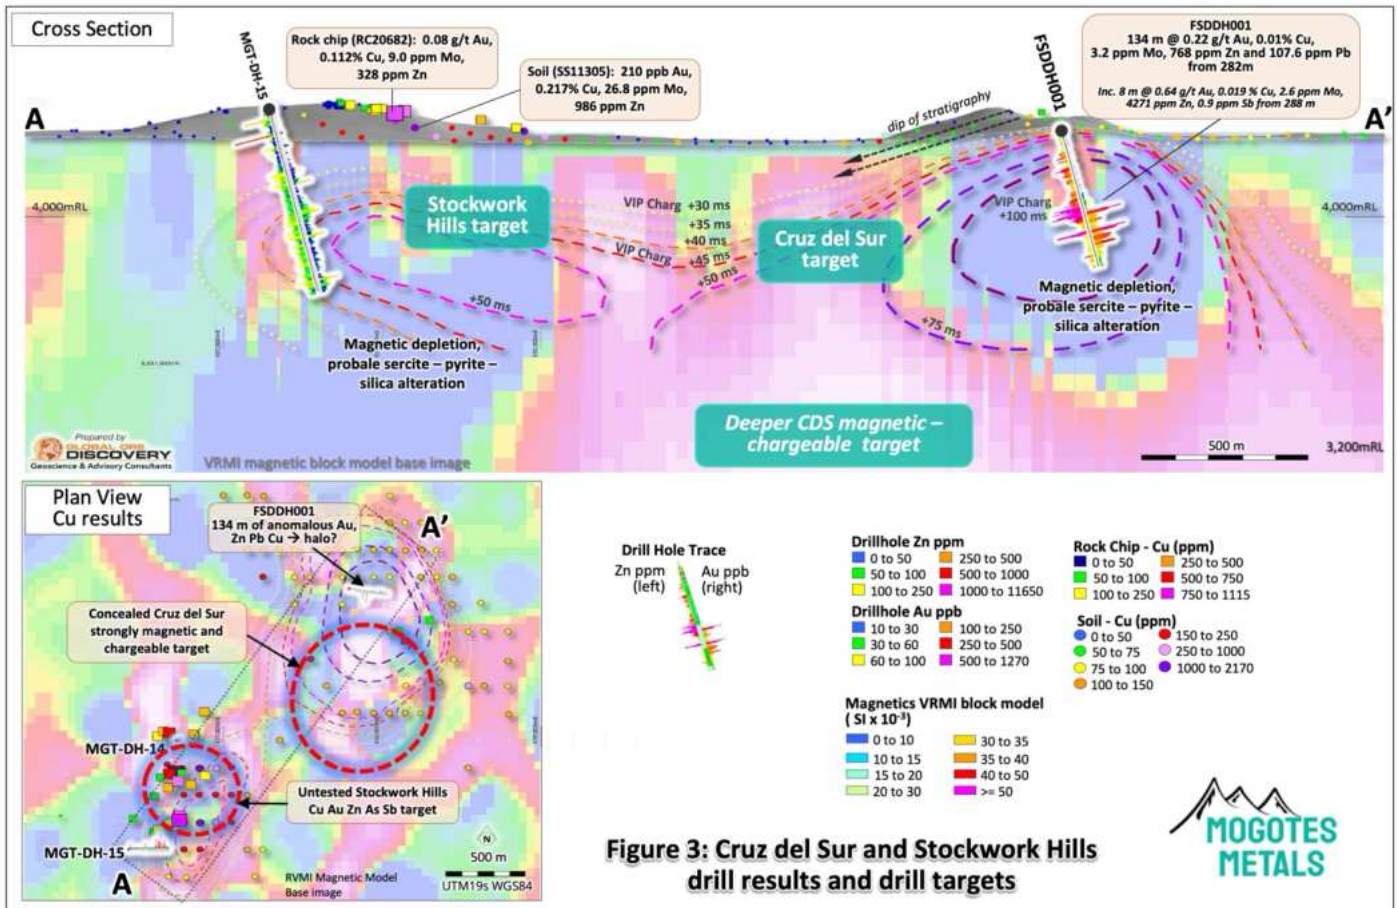 Cross Section
MGT-DH-15
Rock chip (RC20682): 0.08 g/t Au,
0.112% Cu, 9.0 ppm Mo,
328 ppm Zn
Soil (SS11305): 210 ppb Au,
0.217% Cu, 26.8 ppm Mo,
986 ppm Zn
FSDDH001
FSDDH001
134 m @ 0.22 g/t Au, 0.01% Cu,
3.2 ppm Mo, 768 ppm Zn and 107.6 ppm Pb
from 282m
Inc. 8 m @ 0.64 g/t Au, 0.019 % Cu, 2.6 ppm Mo,
4271 ppm Zn, 0.9 ppm Sb from 288 m
A
A'
dip of stratigraphy
4,000mRL
4,000mRL
Stockwork
Hills target
VIP Charg +30 ms
+35 ms
+40 ms
VIP Charg +45 ms
+50 ms
Cruz del Sur
target
VIP Charg
+100 ms
+50 ms
+75 ms
Magnetic depletion,
probale sercite – pyrite –
silica alteration
Magnetic depletion,
probale sercite – pyrite –
silica alteration
Deeper CDS magnetic –
chargeable target
Prepared by
GLOBAL ORE
DISCOVERY
Geoscience & Advisory Consultants
VRMI magnetic block model base image
500 m
3,200mRL
Plan View
Cu results
FSDDH001
134 m of anomalous Au,
Zn Pb Cu → halo?
A'
Concealed Cruz del Sur
strongly magnetic and
chargeable target
MGT-DH-14
Untested Stockwork Hills
Cu Au Zn As Sb target
MGT-DH-15
A
RVMI Magnetic Model
Base image
N
500 m
UTM19s WGS84
Drill Hole Trace
Zn ppm
(left)
Au ppb
(right)
Drillhole Zn ppm
0 to 50
250 to 500
50 to 100
500 to 1000
100 to 250
1000 to 11650
Drillhole Au ppb
10 to 30
100 to 250
30 to 60
250 to 500
60 to 100
500 to 1270
Magnetics VRMI block model
( SI x 10-3)
0 to 10
30 to 35
10 to 15
35 to 40
15 to 20
40 to 50
20 to 30
>= 50
Rock Chip - Cu (ppm)
0 to 50
250 to 500
50 to 100
500 to 750
100 to 250
750 to 1115
Soil - Cu (ppm)
0 to 50
150 to 250
50 to 75
250 to 1000
75 to 100
1000 to 2170
100 to 150
Figure 3: Cruz del Sur and Stockwork Hills
drill results and drill targets
MOGOTES
METALS